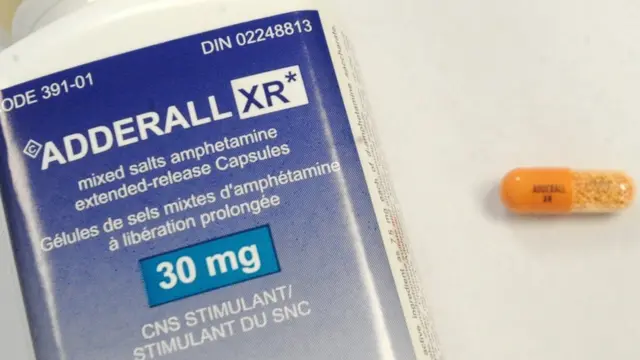 DIN 02248813
ODE 391-01
ADDERALL XR*
mixed salts amphetamine
extended-release Capsules
Gélules de sels mixtes d'amphétamine
à libération prolongée
30 mg
CNS STIMULANT/
STIMULANT DU SNC
ADDERALL
XR